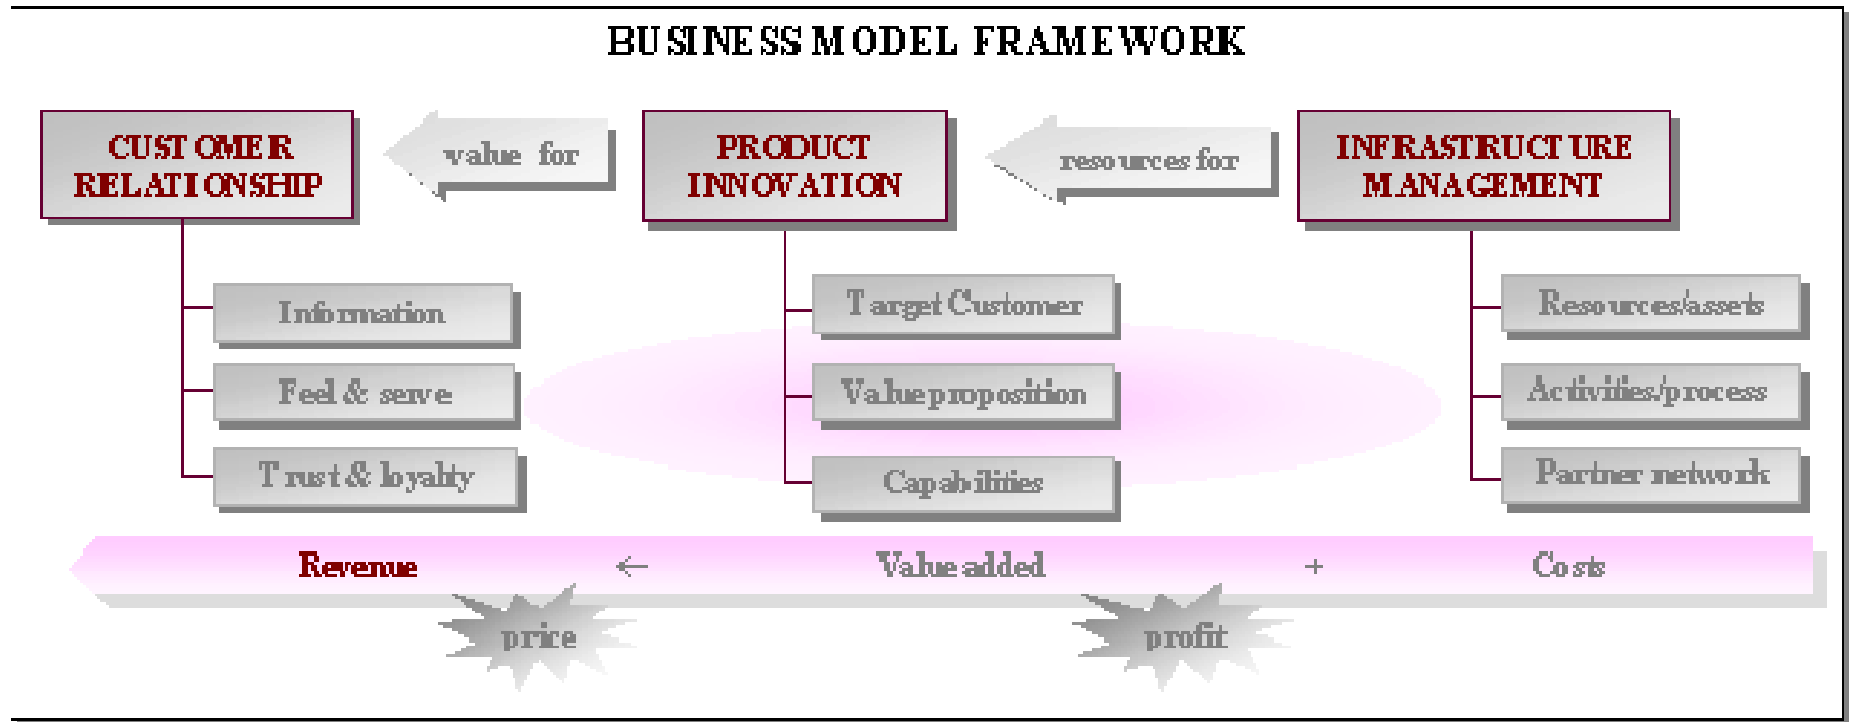 BUSINESS MODEL FRAMEWORK
CUSTOMER
RELATIONSHIP
value for
PRODUCT
INNOVATION
resources for
INFRASTRUCTURE
MANAGEMENT
Information
Feel & serve
Trust & loyalty
Target Customer
Value proposition
Capabilities
Resources/assets
Activities/process
Partner network
Revenue ← Value added + Costs
price
profit